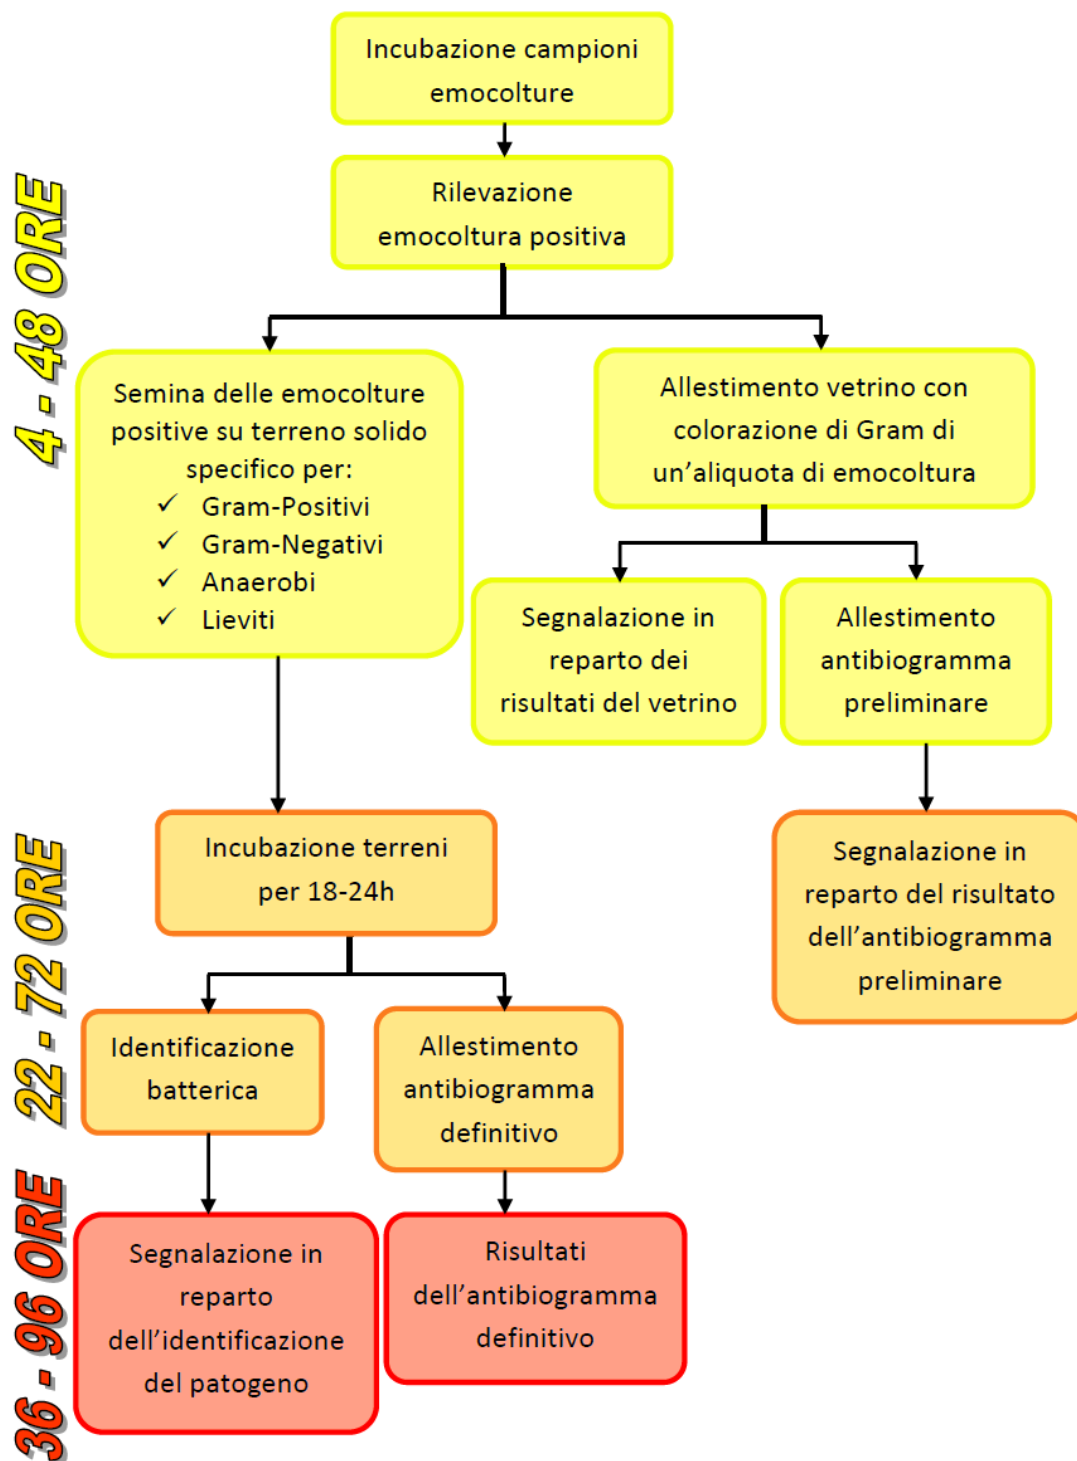 Incubazione campioni
emocolture
Rilevazione
emocoltura positiva
4 - 48 ORE
Semina delle emocolture
positive su terreno solido
specifico per:
✓ Gram-Positivi
✓ Gram-Negativi
✓ Anaerobi
✓ Lieviti
Allestimento vetrino con
colorazione di Gram di
un’aliquota di emocoltura
Segnalazione in
reparto dei
risultati del vetrino
Allestimento
antibiogramma
preliminare
22 - 72 ORE
Incubazione terreni
per 18-24h
Segnalazione in
reparto del risultato
dell’antibiogramma
preliminare
Identificazione
batterica
Allestimento
antibiogramma
definitivo
36 - 96 ORE
Segnalazione in
reparto
dell’identificazione
del patogeno
Risultati
dell’antibiogramma
definitivo